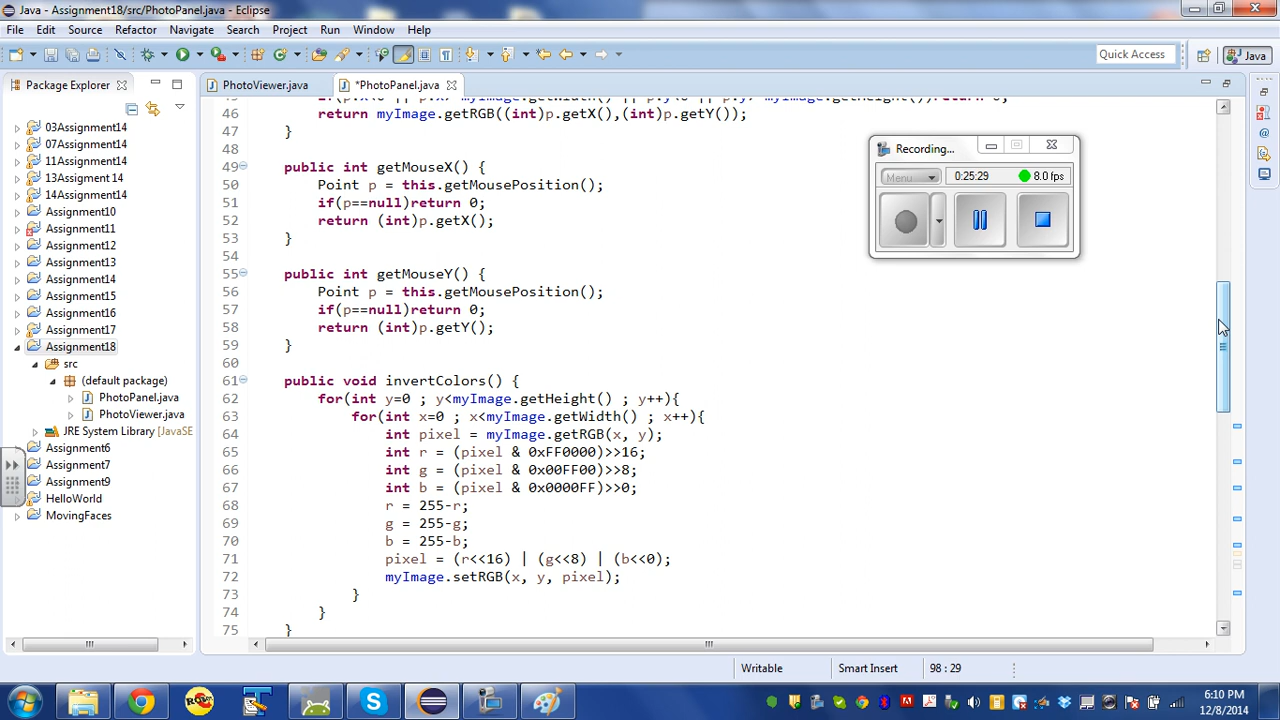 Java - Assignment18/src/PhotoPanel.java - Eclipse
File Edit Source Refactor Navigate Search Project Run Window Help
Quick Access
Java
Package Explorer
PhotoViewer.java
*PhotoPanel.java
03Assignment14
07Assignment14
11Assignment14
13Assignment 14
14Assignment14
Assignment10
Assignment11
Assignment12
Assignment13
Assignment14
Assignment15
Assignment16
Assignment17
Assignment18
src
(default package)
PhotoPanel.java
PhotoViewer.java
JRE System Library [JavaSE
Assignment6
Assignment7
Assignment9
HelloWorld
MovingFaces
46 return myImage.getRGB((int)p.getX(),(int)p.getY());
47 }
48
49 public int getMouseX() {
50 Point p = this.getMousePosition();
51 if(p==null)return 0;
52 return (int)p.getX();
53 }
54
55 public int getMouseY() {
56 Point p = this.getMousePosition();
57 if(p==null)return 0;
58 return (int)p.getY();
59 }
60
61 public void invertColors() {
62 for(int y=0 ; y<myImage.getHeight() ; y++){
63 for(int x=0 ; x<myImage.getWidth() ; x++){
64 int pixel = myImage.getRGB(x, y);
65 int r = (pixel & 0xFF0000)>>16;
66 int g = (pixel & 0x00FF00)>>8;
67 int b = (pixel & 0x0000FF)>>0;
68 r = 255-r;
69 g = 255-g;
70 b = 255-b;
71 pixel = (r<<16) | (g<<8) | (b<<0);
72 myImage.setRGB(x, y, pixel);
73 }
74 }
75 }
Recording...
Menu
0:25:29
8.0 fps
Writable
Smart Insert
98 : 29
6:10 PM
12/8/2014